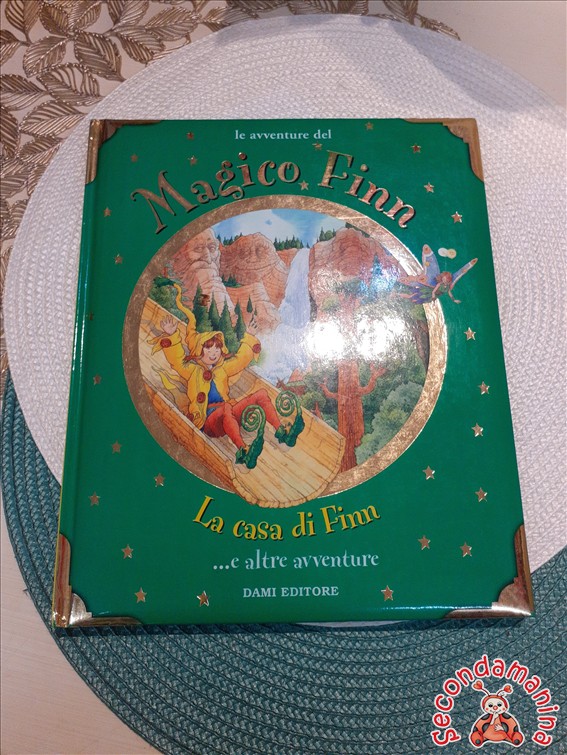 le avventure del
Magico Finn
La casa di Finn
...e altre avventure
DAMI EDITORE
Secondamanina